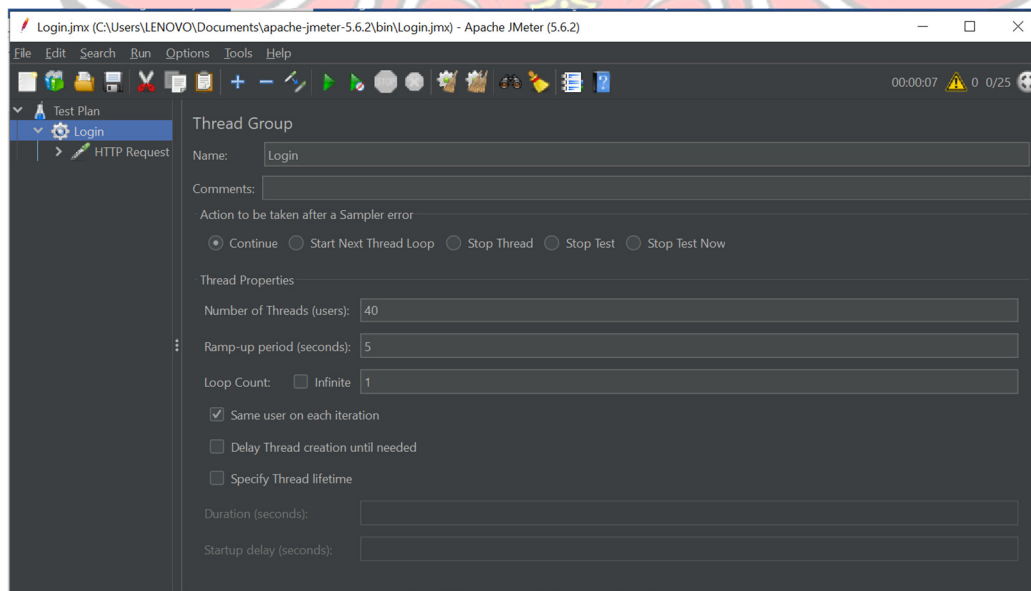 Login.jmx (C:\Users\LENOVO\Documents\apache-jmeter-5.6.2\bin\Login.jmx) - Apache JMeter (5.6.2)
File Edit Search Run Options Tools Help
STOP 00:00:07 0 0/25
Test Plan
Login
HTTP Request
Thread Group
Name: Login
Comments:
Action to be taken after a Sampler error
Continue Start Next Thread Loop Stop Thread Stop Test Stop Test Now
Thread Properties
Number of Threads (users): 40
Ramp-up period (seconds): 5
Loop Count: Infinite 1
Same user on each iteration
Delay Thread creation until needed
Specify Thread lifetime
Duration (seconds):
Startup delay (seconds):